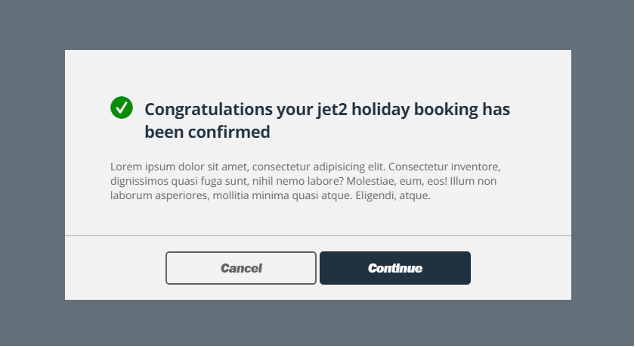 Congratulations your jet2 holiday booking has
been confirmed
Lorem ipsum dolor sit amet, consectetur adipisicing elit. Consectetur inventore,
dignissimos quasi fuga sunt, nihil nemo labore? Molestiae, eum, eos! Illum non
laborum asperiores, mollitia minima quasi atque. Eligendi, atque.
Cancel
Continue